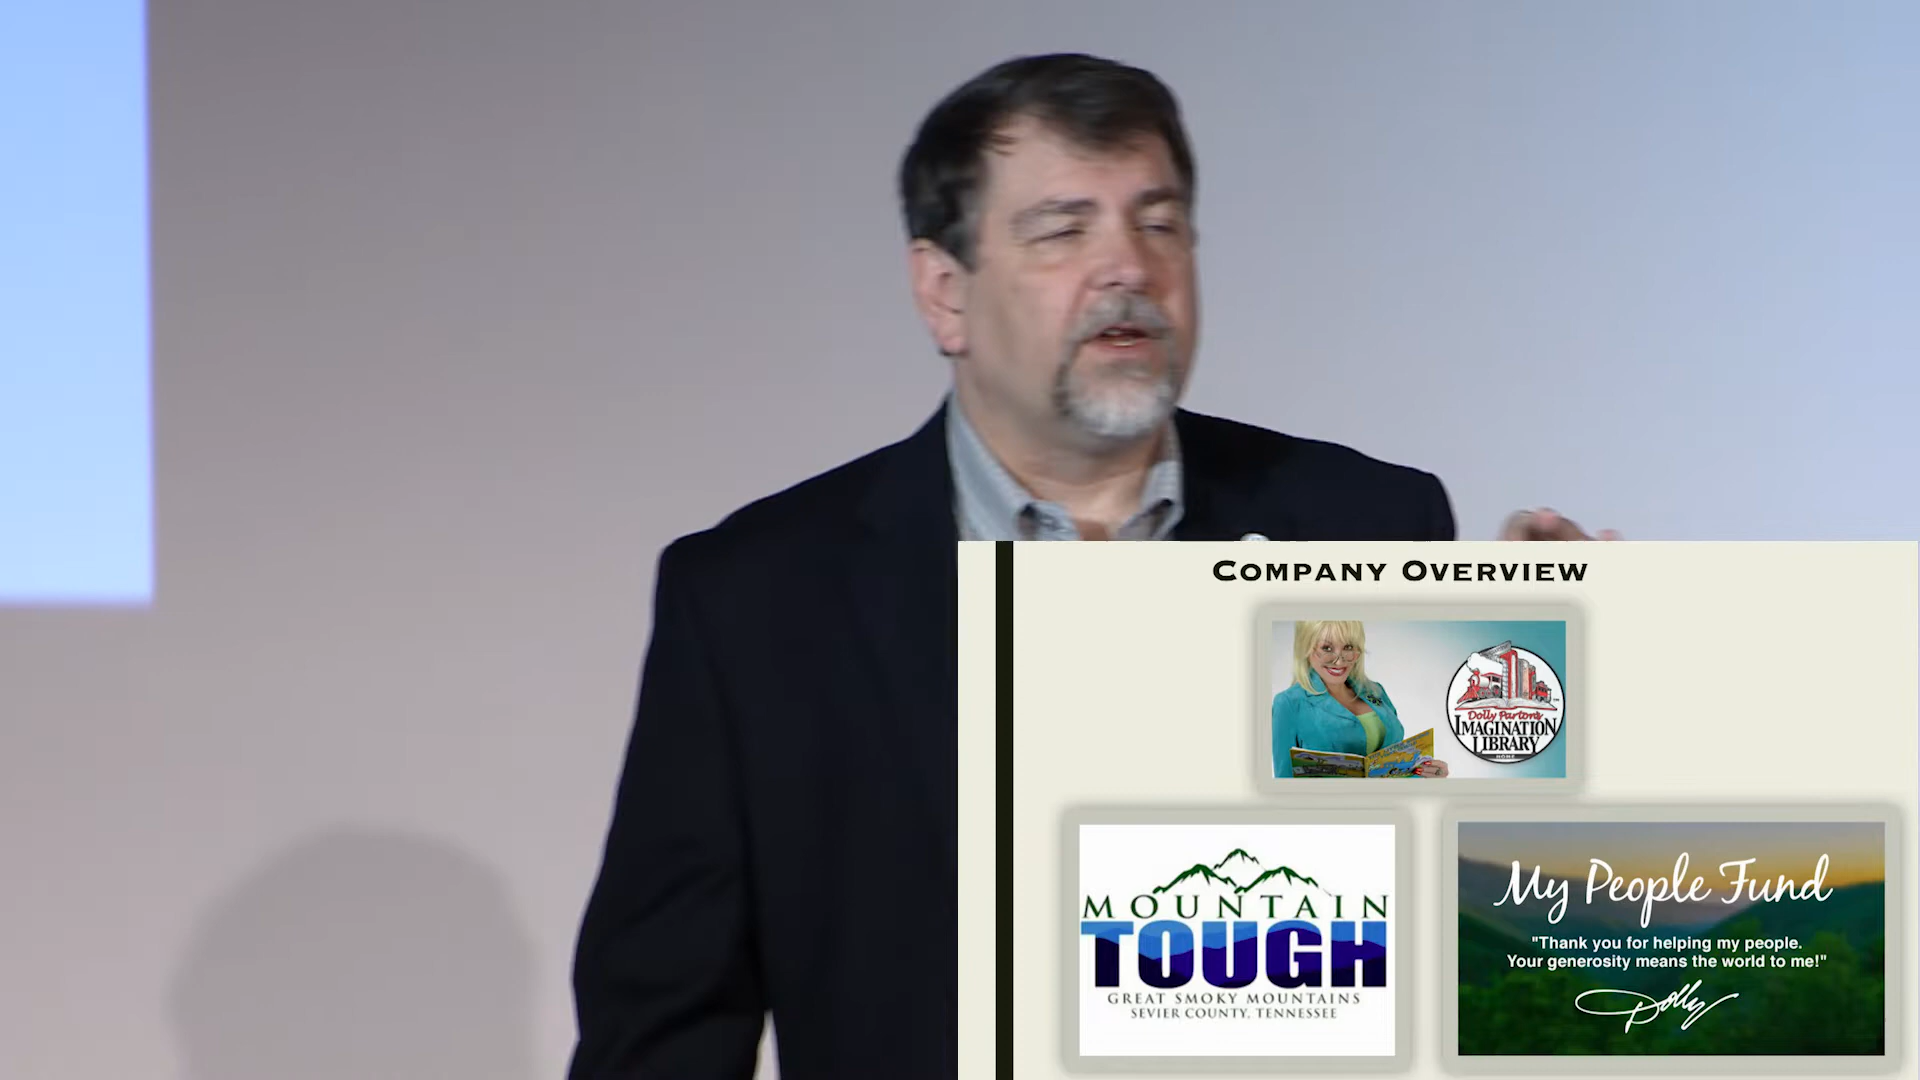 Company Overview
Dolly Parton's
IMAGINATION
LIBRARY
MOUNTAIN
TOUGH
GREAT SMOKY MOUNTAINS
SEVIER COUNTY, TENNESSEE
My People Fund
"Thank you for helping my people.
Your generosity means the world to me!"
Dolly